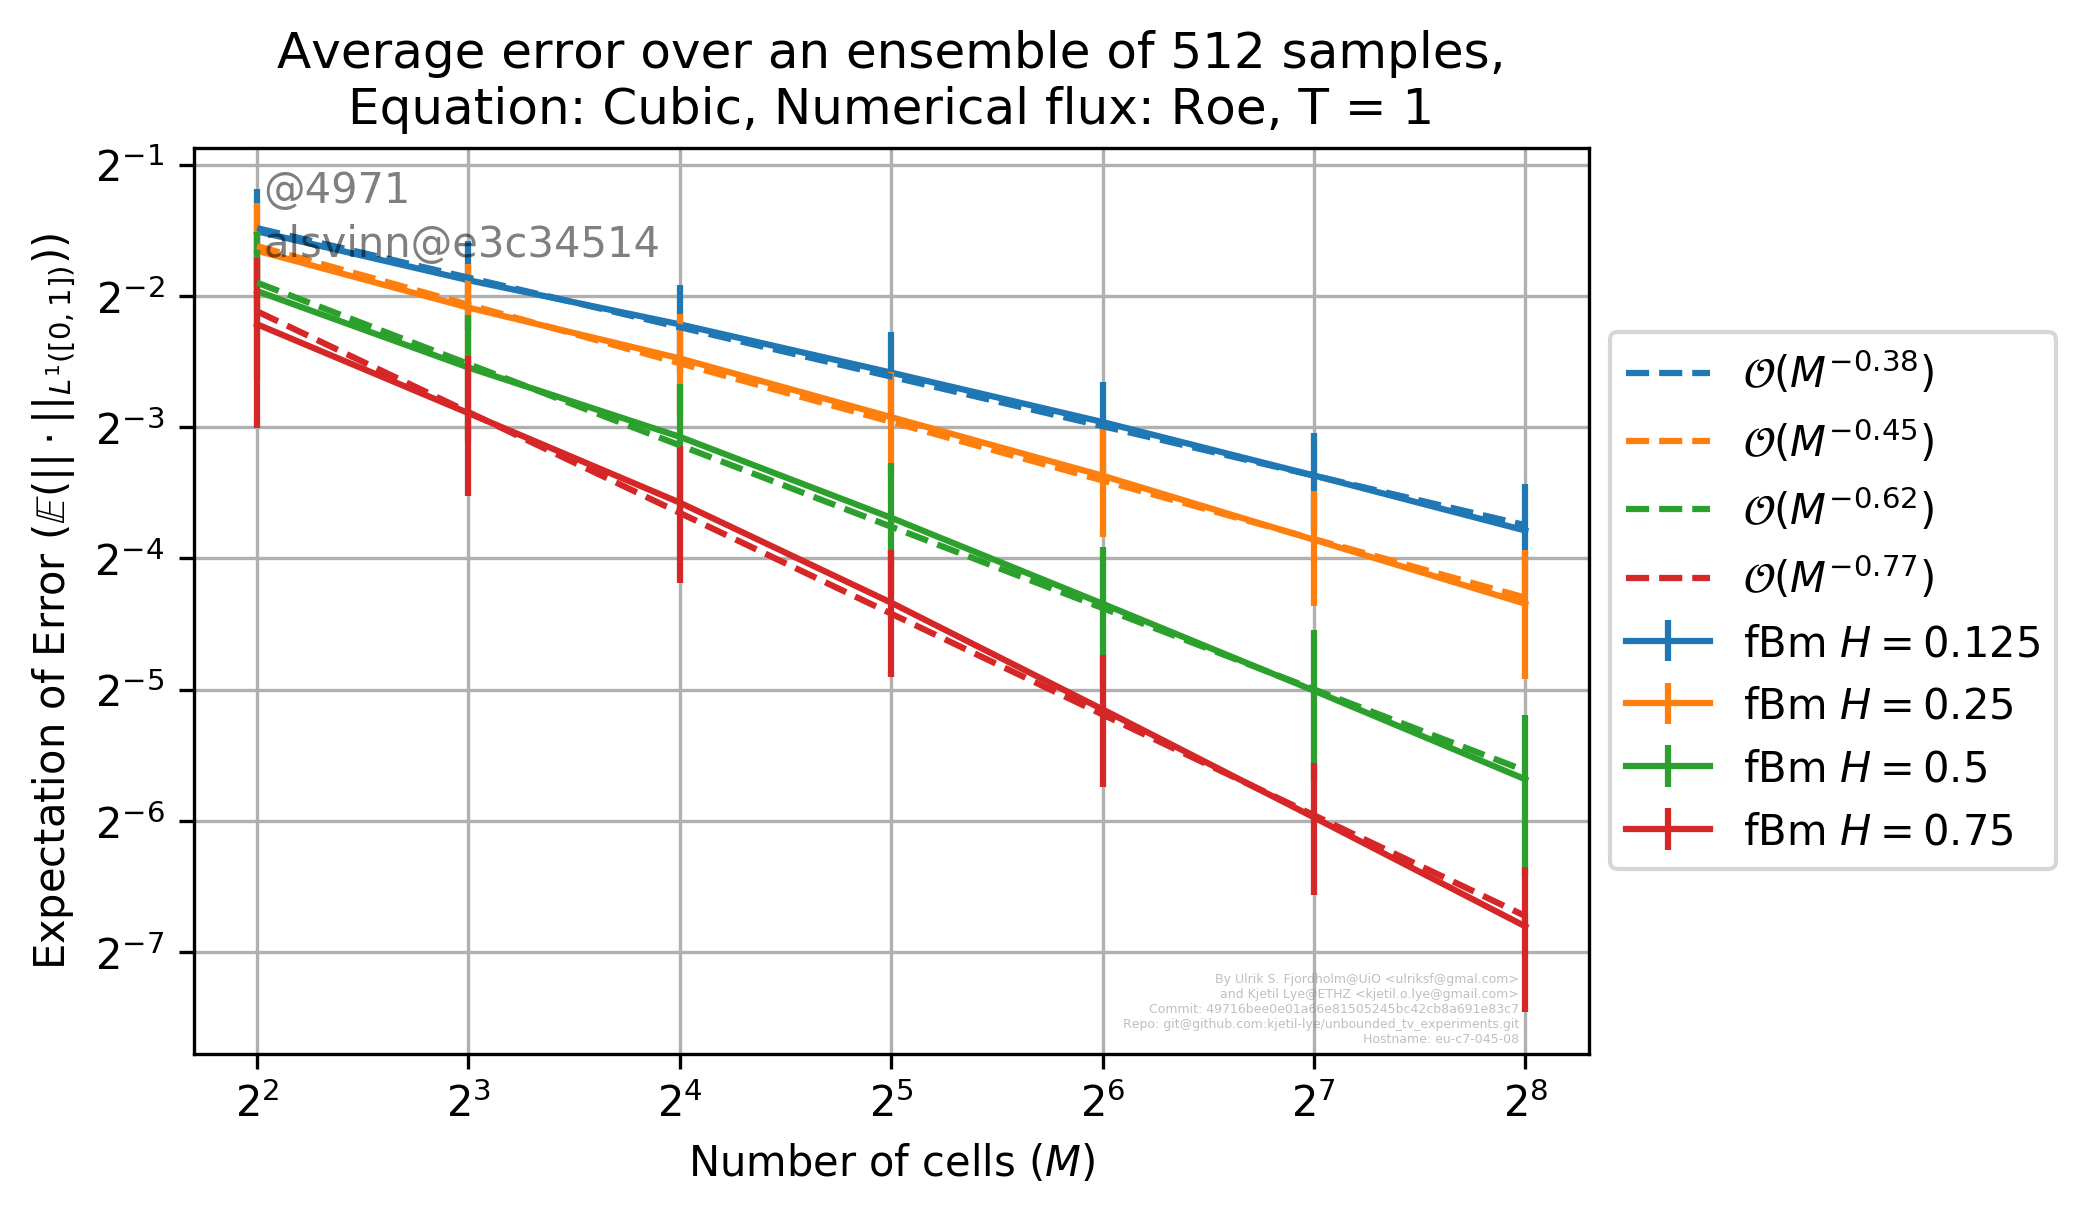 Average error over an ensemble of 512 samples,
Equation: Cubic, Numerical flux: Roe, T = 1
Expectation of Error (𝔼(||·||_{L¹([0,1])}))
2⁻¹
2⁻²
2⁻³
2⁻⁴
2⁻⁵
2⁻⁶
2⁻⁷
@4971
alsvinn@e3c34514
By Ulrik S. Fjordholm@UiO <ulriksf@gmal.com>
and Kjetil Lye@ETHZ <kjetil.o.lye@gmail.com>
Commit: 49716bee0e01a66e81505245bc42cb8a691e83c7
Repo: git@github.com:kjetil-lye/unbounded_tv_experiments.git
Hostname: eu-c7-045-08
2² 2³ 2⁴ 2⁵ 2⁶ 2⁷ 2⁸
Number of cells (M)
𝒪(M⁻⁰·³⁸)
𝒪(M⁻⁰·⁴⁵)
𝒪(M⁻⁰·⁶²)
𝒪(M⁻⁰·⁷⁷)
fBm H = 0.125
fBm H = 0.25
fBm H = 0.5
fBm H = 0.75